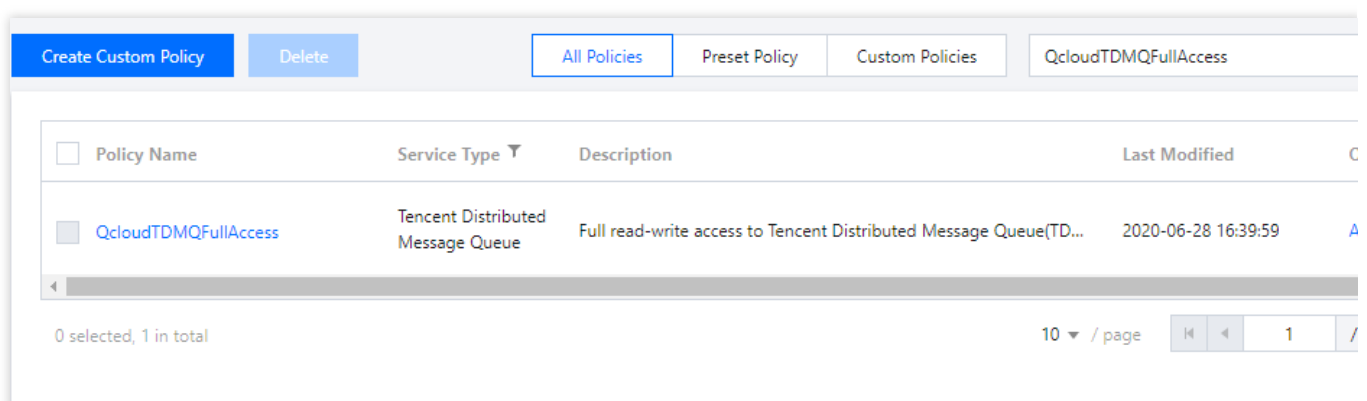 Create Custom Policy Delete All Policies Preset Policy Custom Policies QcloudTDMQFullAccess
Policy Name Service Type Description Last Modified
QcloudTDMQFullAccess Tencent Distributed Message Queue Full read-write access to Tencent Distributed Message Queue(TD... 2020-06-28 16:39:59
0 selected, 1 in total 10 / page 1 /